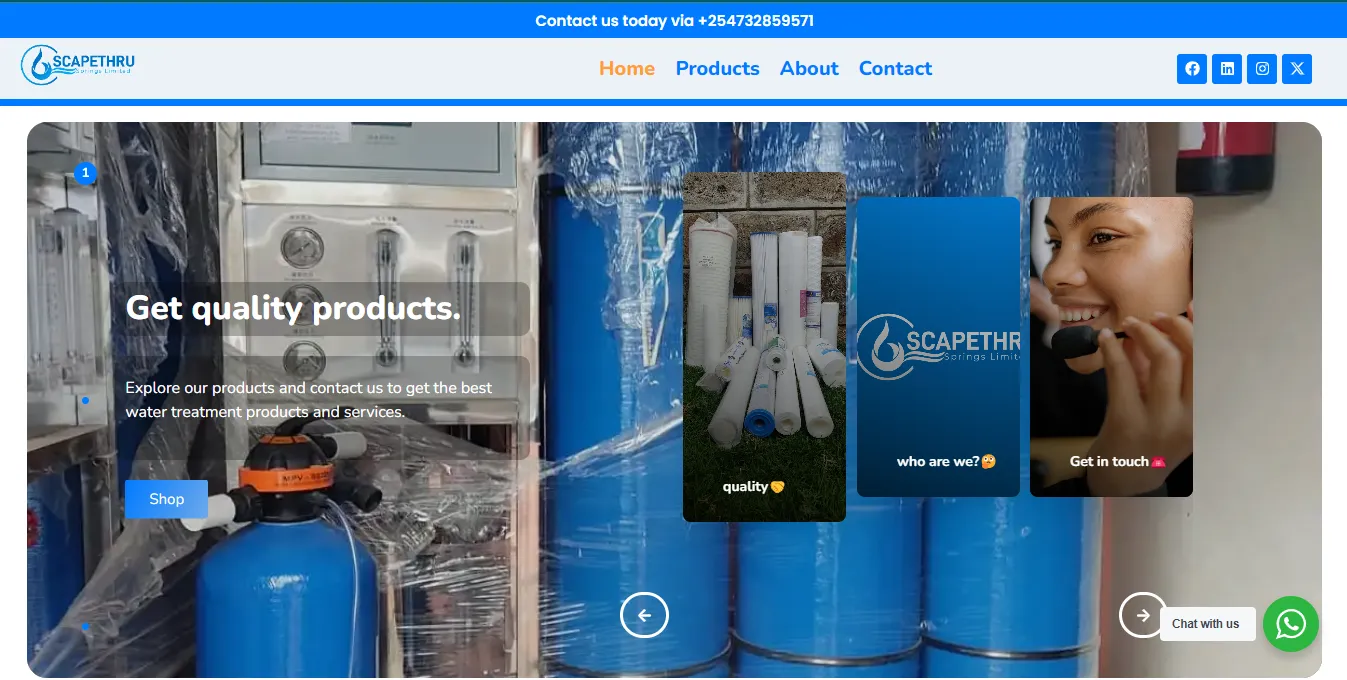 Contact us today via +254732859571
SCAPETHRU
Springs Limited
Home
Products
About
Contact
1
Get quality products.
Explore our products and contact us to get the best
water treatment products and services.
Shop
quality🤝
SCAPETHR
Springs Limit
who are we?🤔
Get in touch☎️
Chat with us